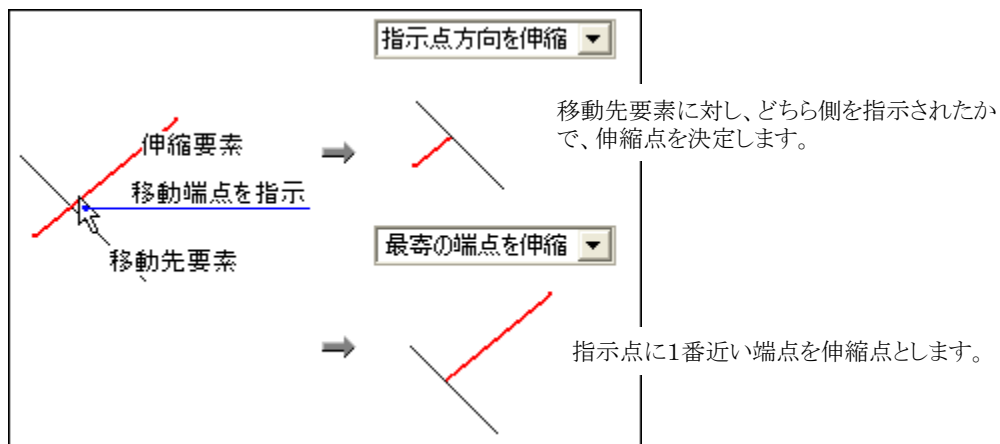 指示点方向を伸縮
移動先要素に対し、どちら側を指示されたか
で、伸縮点を決定します。
伸縮要素
移動端点を指示
移動先要素
最寄の端点を伸縮
指示点に1番近い端点を伸縮点とします。